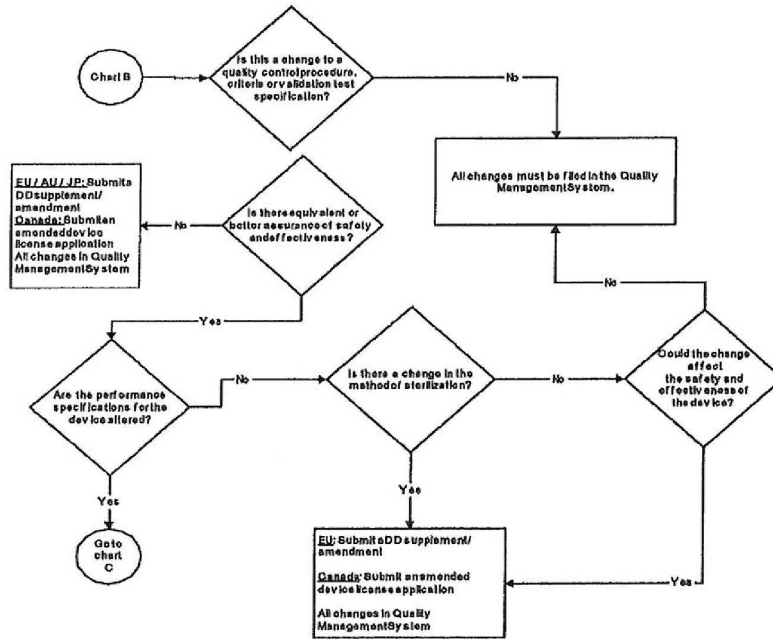 Chart B
Is this a change to a
quality control procedure,
criteria or validation test
specification?
No
All changes must be filed in the Quality
Management System.
EU / AU / JP: Submit a
DD supplement/
amendment
Canada: Submit an
amended device
license application
All changes in Quality
Management System
No
Is there equivalent or
better assurance of safety
and effectiveness?
Yes
No
Are the performance
specifications for the
device altered?
No
Is there a change in the
method of sterilization?
No
Could the change
affect
the safety and
effectiveness of
the device?
Yes
Go to
chart
C
Yes
EU: Submit a DD supplement/
amendment
Canada: Submit an amended
device license application
All changes in Quality
Management System
Yes